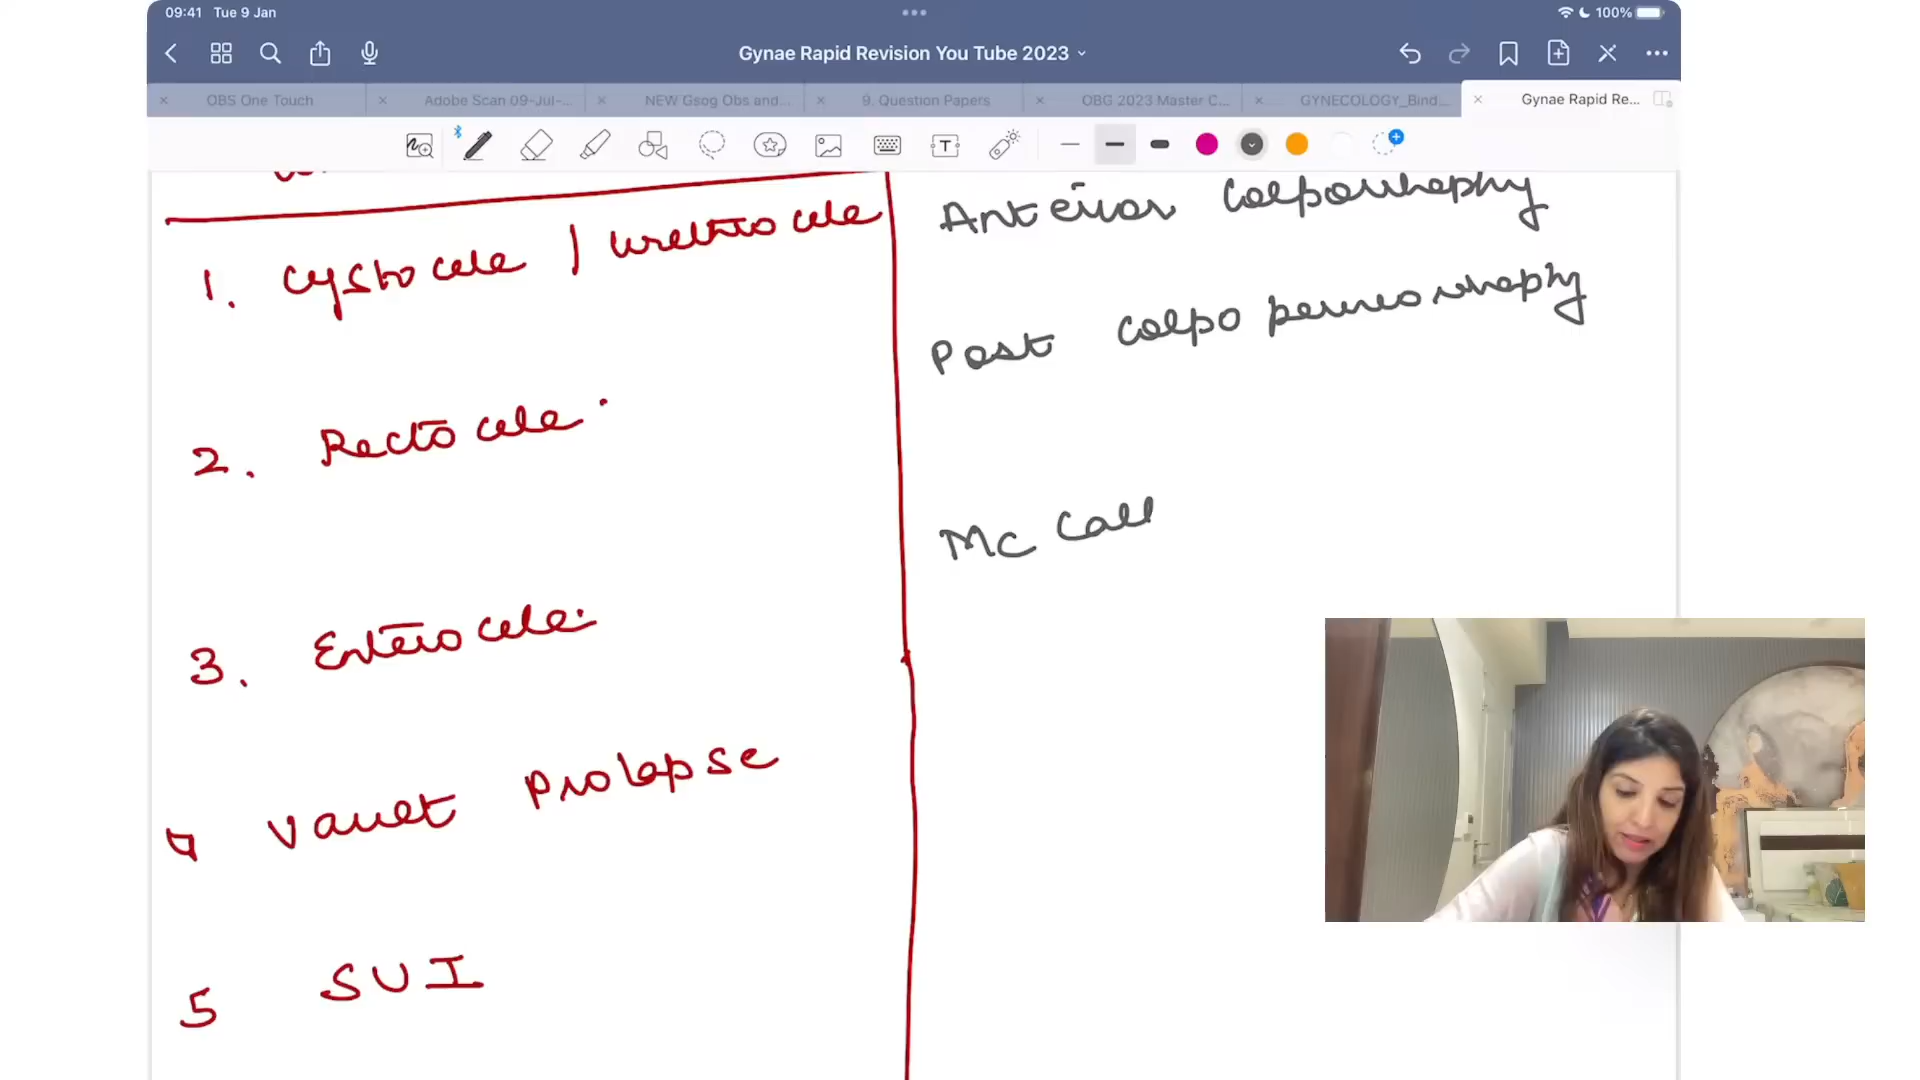 09:41 Tue 9 Jan
100%
Gynae Rapid Revision You Tube 2023
OBS One Touch
Adobe Scan 09-Jul-...
NEW Gsog Obs and...
9. Question Papers
OBG 2023 Master C...
GYNECOLOGY_Bind...
Gynae Rapid Re...
T
1. Cystocele / Urethrocele
Anterior Colporrhaphy
2. Rectocele
Post Colpo perineorrhaphy
3. Enterocele
Mc Call
4 Vault Prolapse
5 SUI